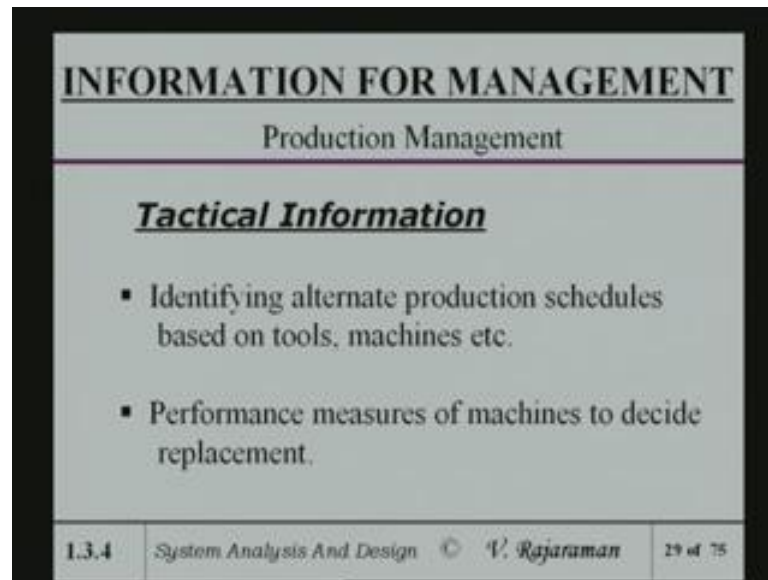 INFORMATION FOR MANAGEMENT
Production Management
Tactical Information
▪ Identifying alternate production schedules
based on tools, machines etc.
▪ Performance measures of machines to decide
replacement.
1.3.4 System Analysis And Design © V. Rajaraman 29 of 75